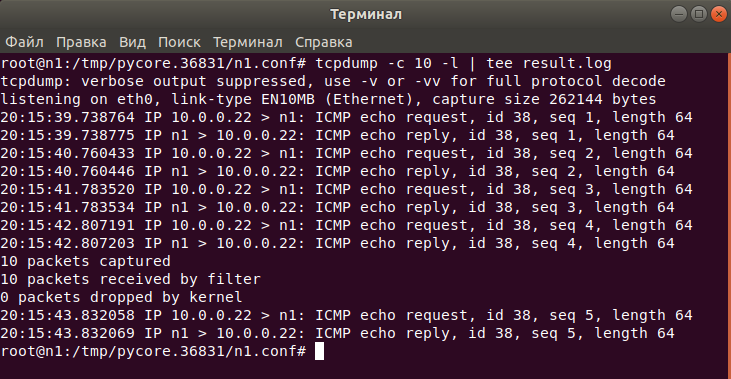 Терминал
Файл Правка Вид Поиск Терминал Справка
root@n1:/tmp/pycore.36831/n1.conf# tcpdump -c 10 -l | tee result.log
tcpdump: verbose output suppressed, use -v or -vv for full protocol decode
listening on eth0, link-type EN10MB (Ethernet), capture size 262144 bytes
20:15:39.738764 IP 10.0.0.22 > n1: ICMP echo request, id 38, seq 1, length 64
20:15:39.738775 IP n1 > 10.0.0.22: ICMP echo reply, id 38, seq 1, length 64
20:15:40.760433 IP 10.0.0.22 > n1: ICMP echo request, id 38, seq 2, length 64
20:15:40.760446 IP n1 > 10.0.0.22: ICMP echo reply, id 38, seq 2, length 64
20:15:41.783520 IP 10.0.0.22 > n1: ICMP echo request, id 38, seq 3, length 64
20:15:41.783534 IP n1 > 10.0.0.22: ICMP echo reply, id 38, seq 3, length 64
20:15:42.807191 IP 10.0.0.22 > n1: ICMP echo request, id 38, seq 4, length 64
20:15:42.807203 IP n1 > 10.0.0.22: ICMP echo reply, id 38, seq 4, length 64
10 packets captured
10 packets received by filter
0 packets dropped by kernel
20:15:43.832058 IP 10.0.0.22 > n1: ICMP echo request, id 38, seq 5, length 64
20:15:43.832069 IP n1 > 10.0.0.22: ICMP echo reply, id 38, seq 5, length 64
root@n1:/tmp/pycore.36831/n1.conf#